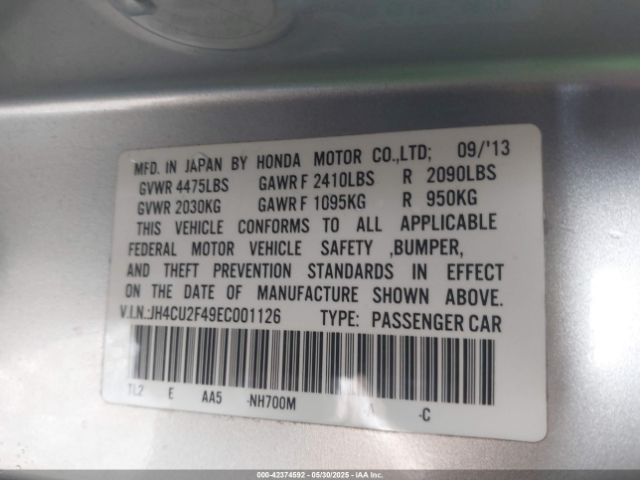 MFD. IN JAPAN BY HONDA MOTOR CO.,LTD; 09/'13
GVWR 4475LBS GAWR F 2410LBS R 2090LBS
GVWR 2030KG GAWR F 1095KG R 950KG
THIS VEHICLE CONFORMS TO ALL APPLICABLE
FEDERAL MOTOR VEHICLE SAFETY ,BUMPER,
AND THEFT PREVENTION STANDARDS IN EFFECT
ON THE DATE OF MANUFACTURE SHOWN ABOVE.
V.I.N.:JH4CU2F49EC001126 TYPE: PASSENGER CAR
TL2 E AA5 -NH700M A -C
000-42374592 - 05/30/2025 - IAAI.COM